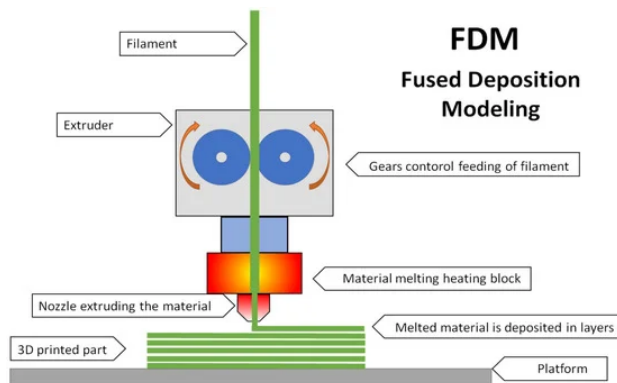 FDM
Fused Deposition
Modeling
Filament
Extruder
Gears contorol feeding of filament
Material melting heating block
Nozzle extruding the material
Melted material is deposited in layers
3D printed part
Platform